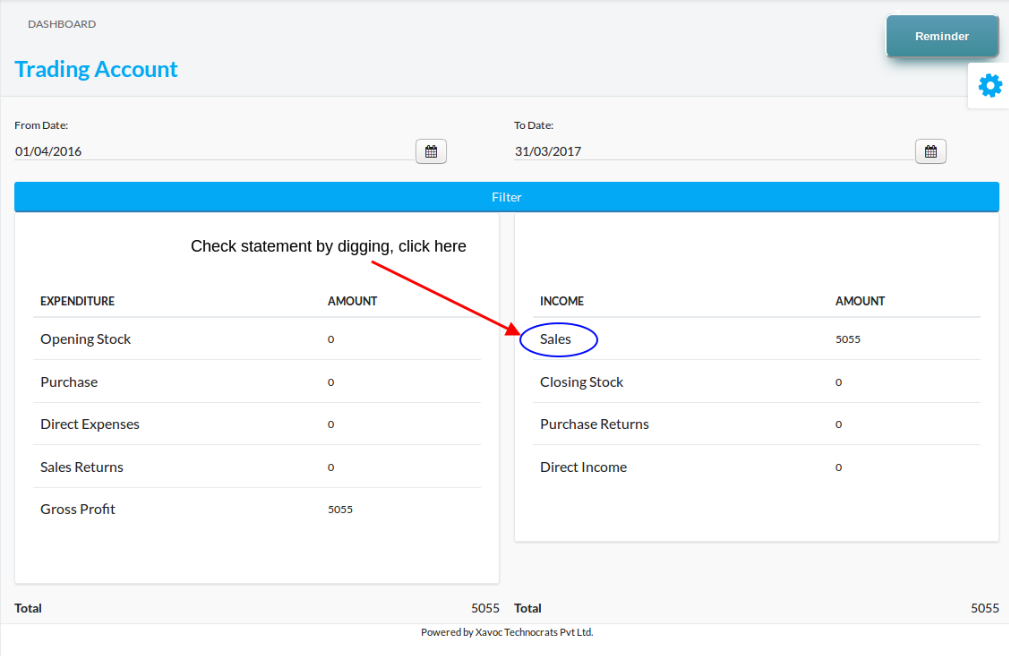 DASHBOARD
Reminder
Trading Account
From Date:
01/04/2016
To Date:
31/03/2017
Filter
Check statement by digging, click here
EXPENDITURE AMOUNT
Opening Stock 0
Purchase 0
Direct Expenses 0
Sales Returns 0
Gross Profit 5055
INCOME AMOUNT
Sales 5055
Closing Stock 0
Purchase Returns 0
Direct Income 0
Total 5055
Total 5055
Powered by Xavoc Technocrats Pvt Ltd.